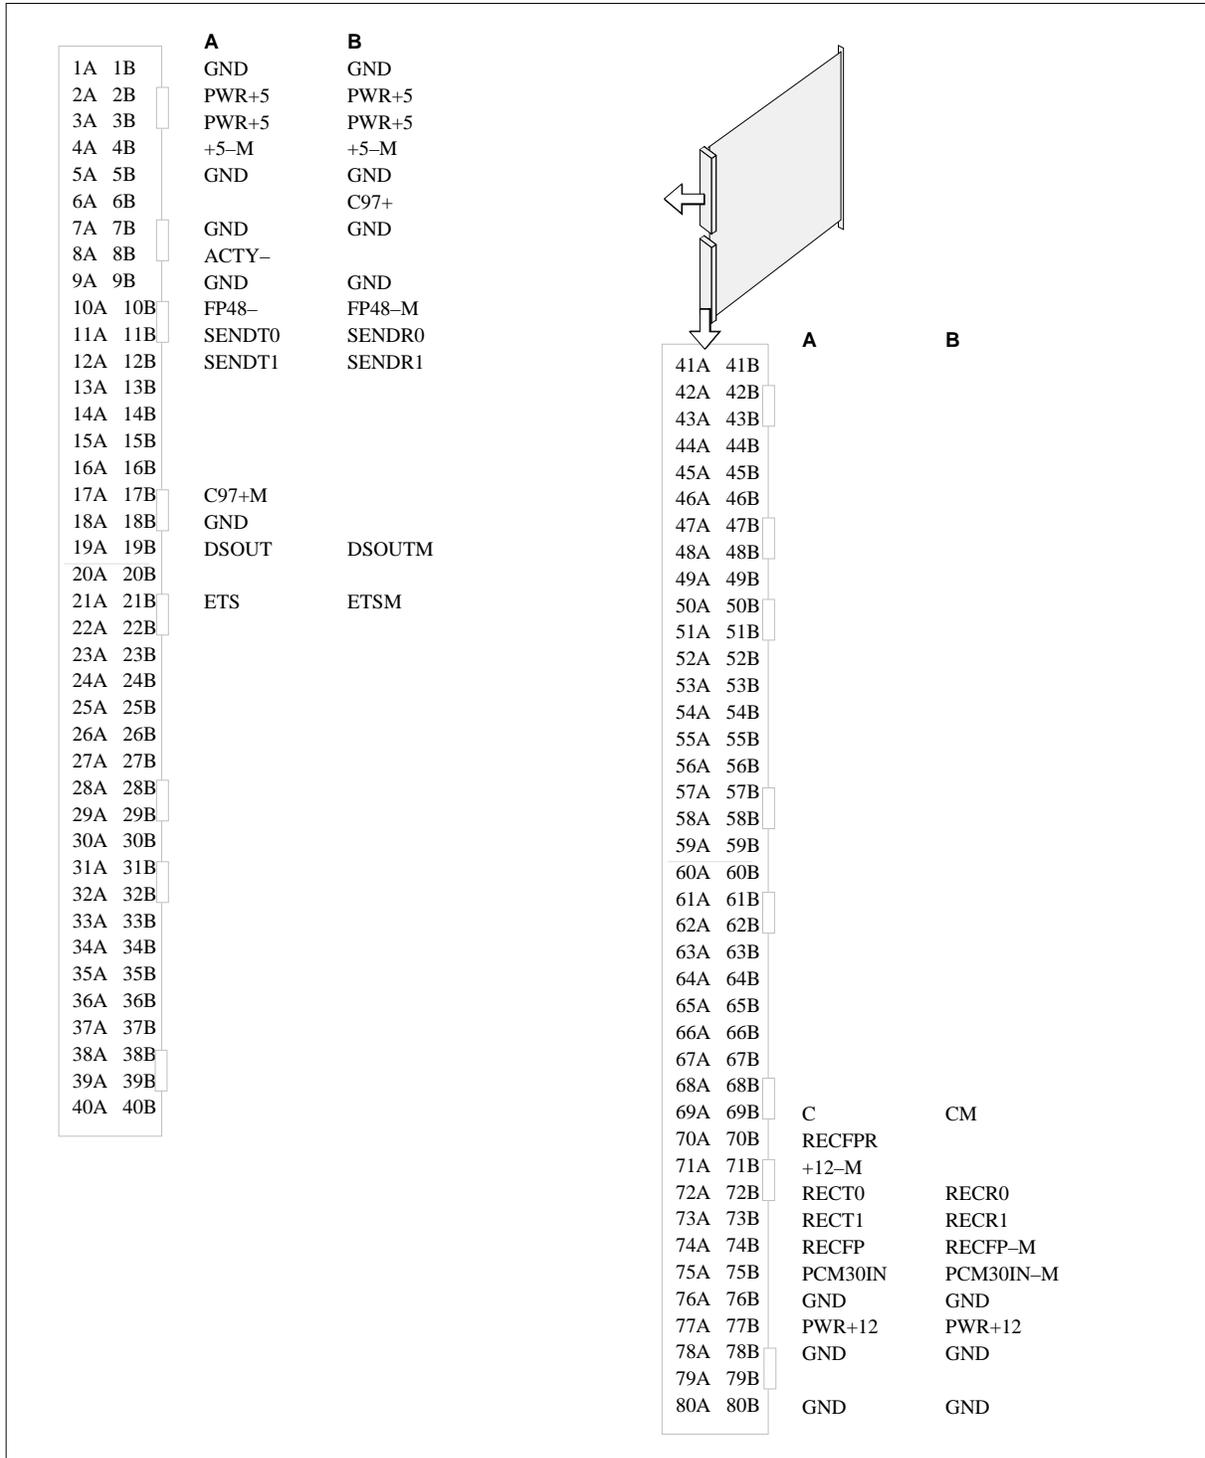 A B
1A 1B GND GND
2A 2B PWR+5 PWR+5
3A 3B PWR+5 PWR+5
4A 4B +5–M +5–M
5A 5B GND GND
6A 6B C97+
7A 7B GND GND
8A 8B ACTY–
9A 9B GND GND
10A 10B FP48– FP48–M
11A 11B SENDT0 SENDR0
12A 12B SENDT1 SENDR1
13A 13B
14A 14B
15A 15B
16A 16B
17A 17B C97+M
18A 18B GND
19A 19B DSOUT DSOUTM
20A 20B
21A 21B ETS ETSM
22A 22B
23A 23B
24A 24B
25A 25B
26A 26B
27A 27B
28A 28B
29A 29B
30A 30B
31A 31B
32A 32B
33A 33B
34A 34B
35A 35B
36A 36B
37A 37B
38A 38B
39A 39B
40A 40B
A B
41A 41B
42A 42B
43A 43B
44A 44B
45A 45B
46A 46B
47A 47B
48A 48B
49A 49B
50A 50B
51A 51B
52A 52B
53A 53B
54A 54B
55A 55B
56A 56B
57A 57B
58A 58B
59A 59B
60A 60B
61A 61B
62A 62B
63A 63B
64A 64B
65A 65B
66A 66B
67A 67B
68A 68B
69A 69B C CM
70A 70B RECFPR
71A 71B +12–M
72A 72B RECT0 RECR0
73A 73B RECT1 RECR1
74A 74B RECFP RECFP–M
75A 75B PCM30IN PCM30IN–M
76A 76B GND GND
77A 77B PWR+12 PWR+12
78A 78B GND GND
79A 79B
80A 80B GND GND